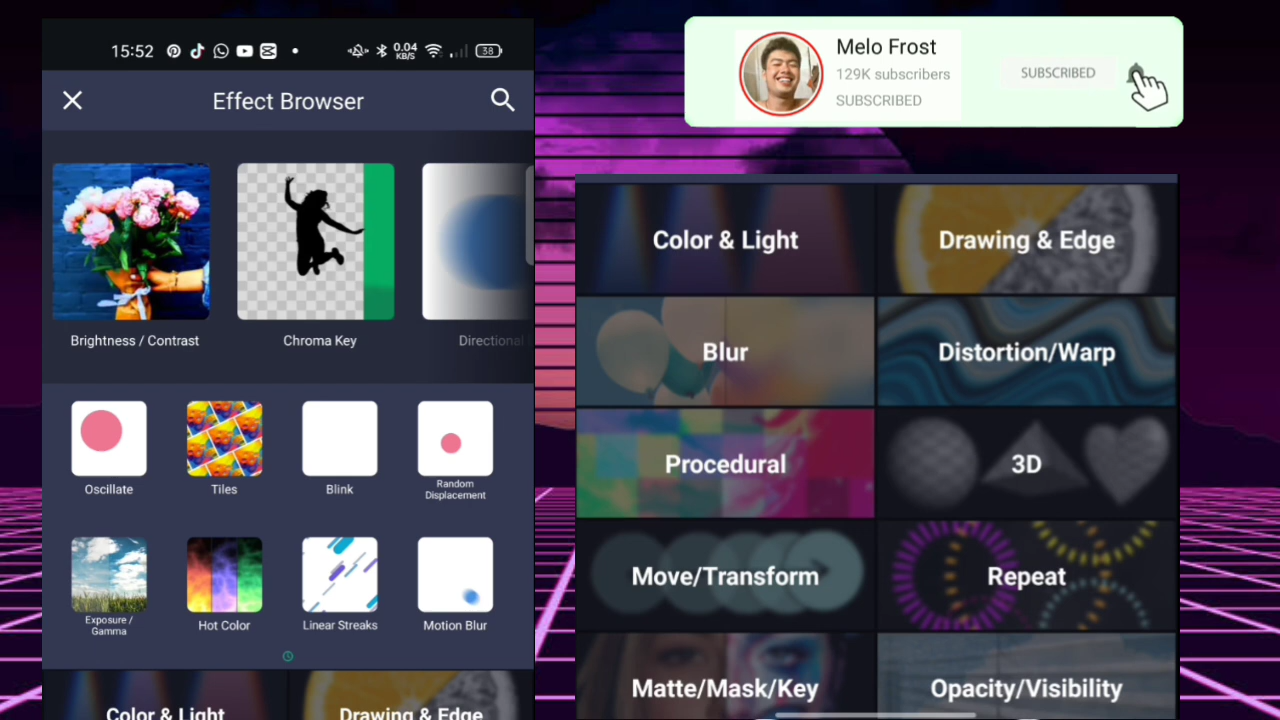 15:52
0.04
KB/S
38
Effect Browser
Brightness / Contrast
Chroma Key
Directional
Oscillate
Tiles
Blink
Random
Displacement
Exposure /
Gamma
Hot Color
Linear Streaks
Motion Blur
Color & Light
Drawing & Edge
Melo Frost
129K subscribers
SUBSCRIBED
SUBSCRIBED
Color & Light
Drawing & Edge
Blur
Distortion/Warp
Procedural
3D
Move/Transform
Repeat
Matte/Mask/Key
Opacity/Visibility